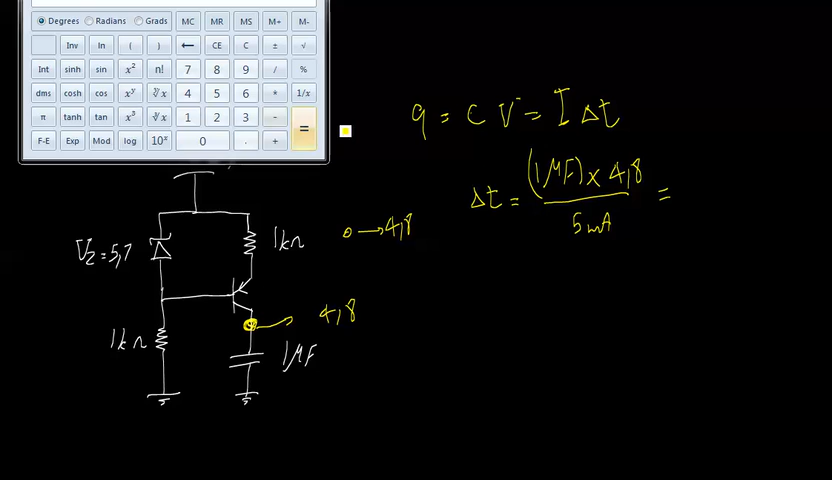 Degrees Radians Grads MC MR MS M+ M-
Inv ln ( ) ← CE C ± √
Int sinh sin x² n! 7 8 9 / %
dms cosh cos xʸ ʸ√x 4 5 6 * 1/x
π tanh tan x³ ³√x 1 2 3 - =
F-E Exp Mod log 10ˣ 0 . +
q = C V = I Δt
Δt = (1μF) × 4,8 / 5mA =
0 → 4,8
Vz = 5,7
1kΩ
4,8
1kΩ
1μF